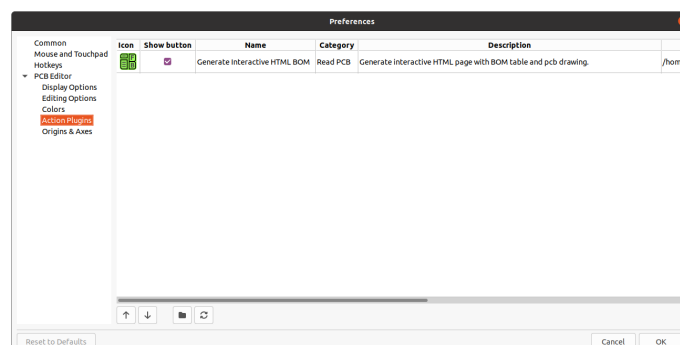 Preferences
Common
Mouse and Touchpad
Hotkeys
PCB Editor
Display Options
Editing Options
Colors
Action Plugins
Origins & Axes
Icon Show button Name Category Description
Generate Interactive HTML BOM Read PCB Generate interactive HTML page with BOM table and pcb drawing. /hom
Reset to Defaults Cancel OK